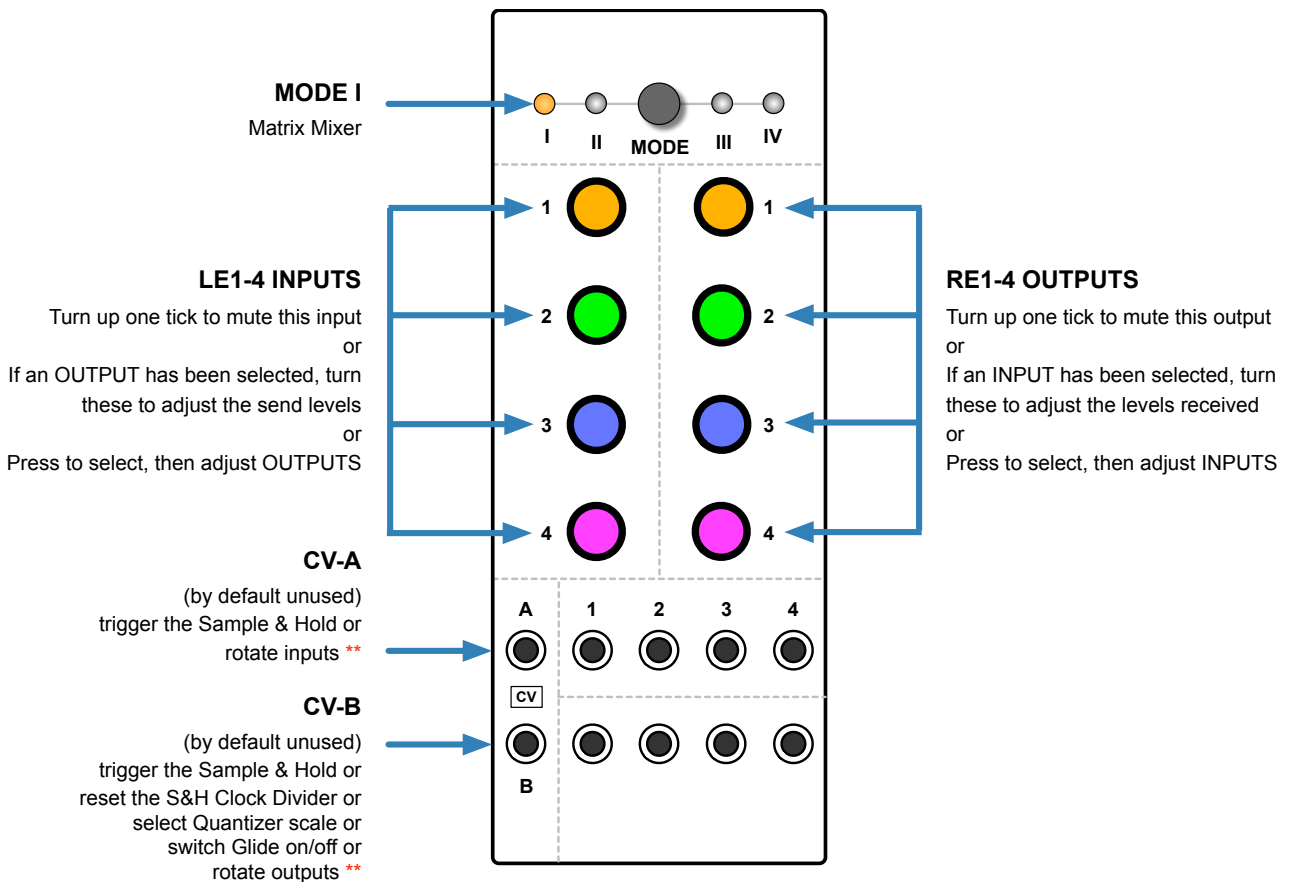 MODE I
Matrix Mixer
I
II
MODE
III
IV
1
1
LE1-4 INPUTS
Turn up one tick to mute this input
or
If an OUTPUT has been selected, turn
these to adjust the send levels
or
Press to select, then adjust OUTPUTS
2
2
3
3
4
4
RE1-4 OUTPUTS
Turn up one tick to mute this output
or
If an INPUT has been selected, turn
these to adjust the levels received
or
Press to select, then adjust INPUTS
CV-A
(by default unused)
trigger the Sample & Hold or
rotate inputs **
A
1
2
3
4
CV
B
CV-B
(by default unused)
trigger the Sample & Hold or
reset the S&H Clock Divider or
select Quantizer scale or
switch Glide on/off or
rotate outputs **